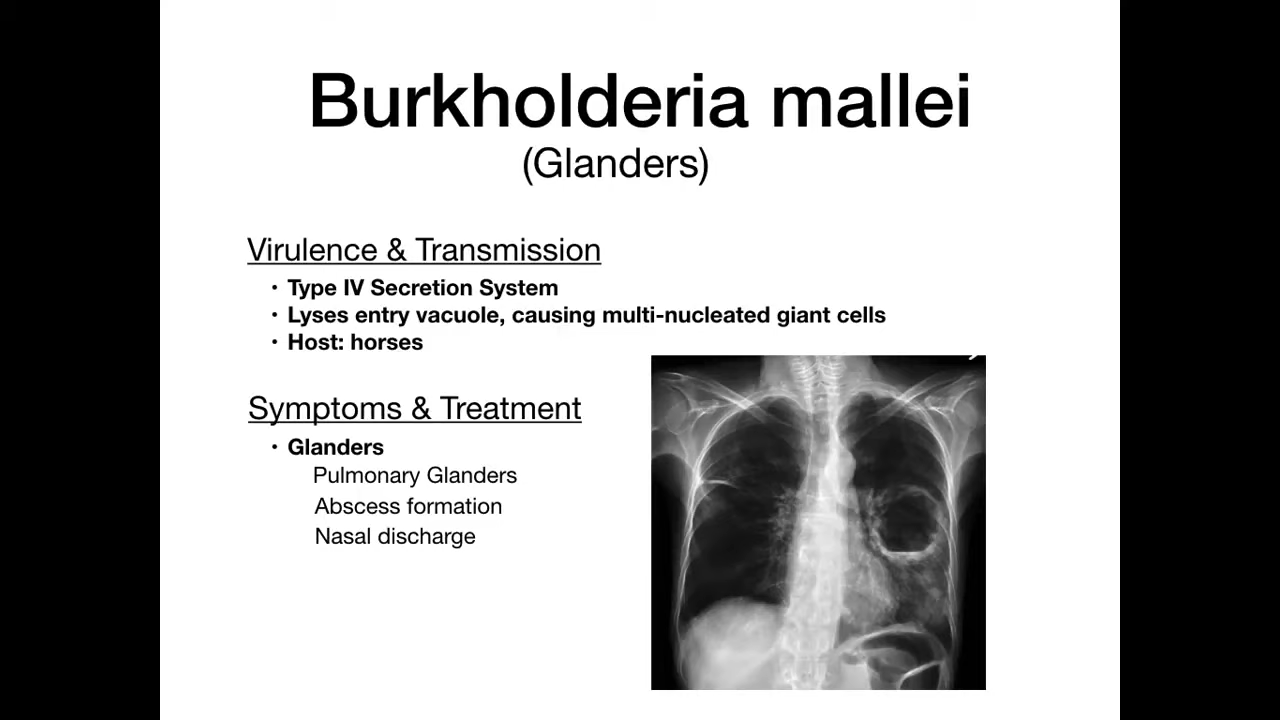 Burkholderia mallei
(Glanders)
Virulence & Transmission
• Type IV Secretion System
• Lyses entry vacuole, causing multi-nucleated giant cells
• Host: horses
Symptoms & Treatment
• Glanders
Pulmonary Glanders
Abscess formation
Nasal discharge